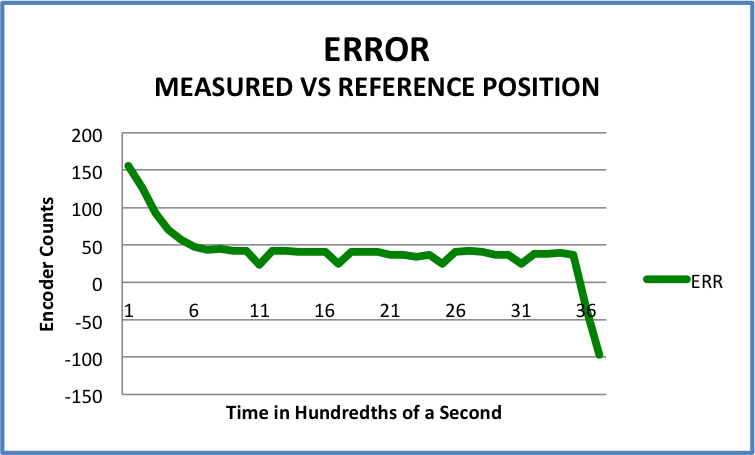 ERROR
MEASURED VS REFERENCE POSITION
200
150
100
50
0
-50
-100
-150
Encoder Counts
1 6 11 16 21 26 31 36
Time in Hundredths of a Second
ERR